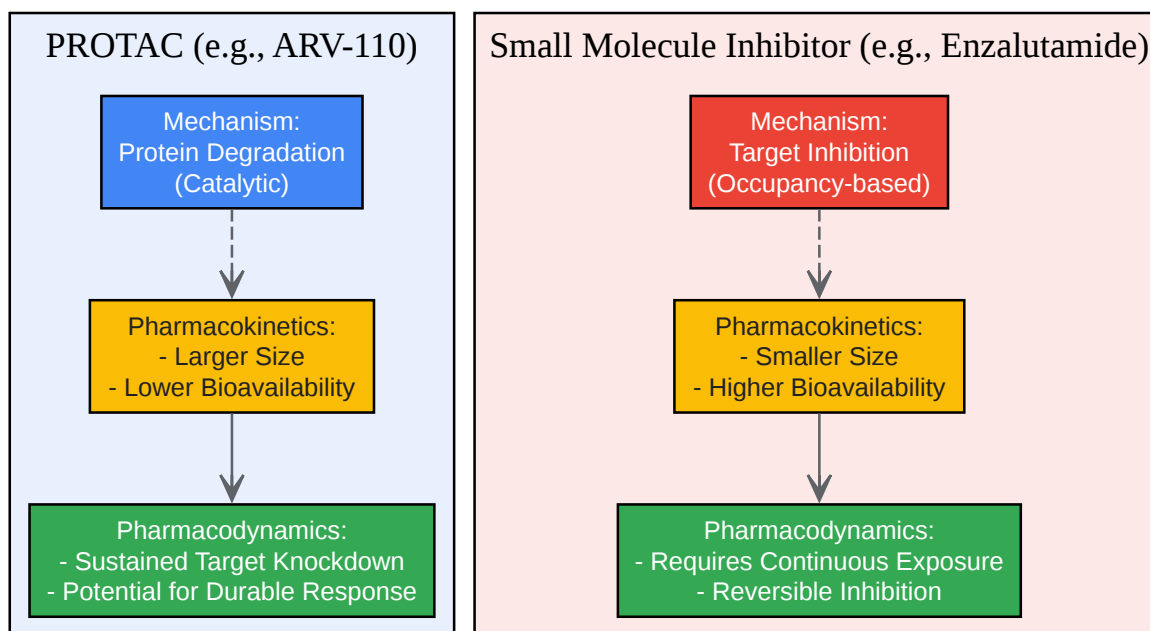 PROTAC (e.g., ARV-110)
Mechanism:
Protein Degradation
(Catalytic)
Pharmacokinetics:
- Larger Size
- Lower Bioavailability
Pharmacodynamics:
- Sustained Target Knockdown
- Potential for Durable Response
Small Molecule Inhibitor (e.g., Enzalutamide)
Mechanism:
Target Inhibition
(Occupancy-based)
Pharmacokinetics:
- Smaller Size
- Higher Bioavailability
Pharmacodynamics:
- Requires Continuous Exposure
- Reversible Inhibition